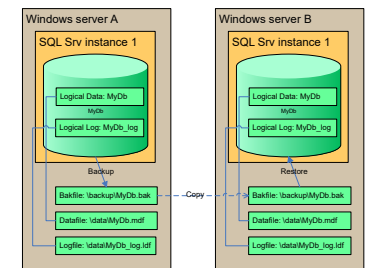 Windows server A
SQL Srv instance 1
Logical Data: MyDb
MyDb
Logical Log: MyDb_log
Backup
Bakfile: \backup\MyDb.bak
Datafile: \data\MyDb.mdf
Logfile: \data\MyDb_log.ldf
Copy
Windows server B
SQL Srv instance 1
Logical Data: MyDb
MyDb
Logical Log: MyDb_log
Restore
Bakfile: \backup\MyDb.bak
Datafile: \data\MyDb.mdf
Logfile: \data\MyDb_log.ldf